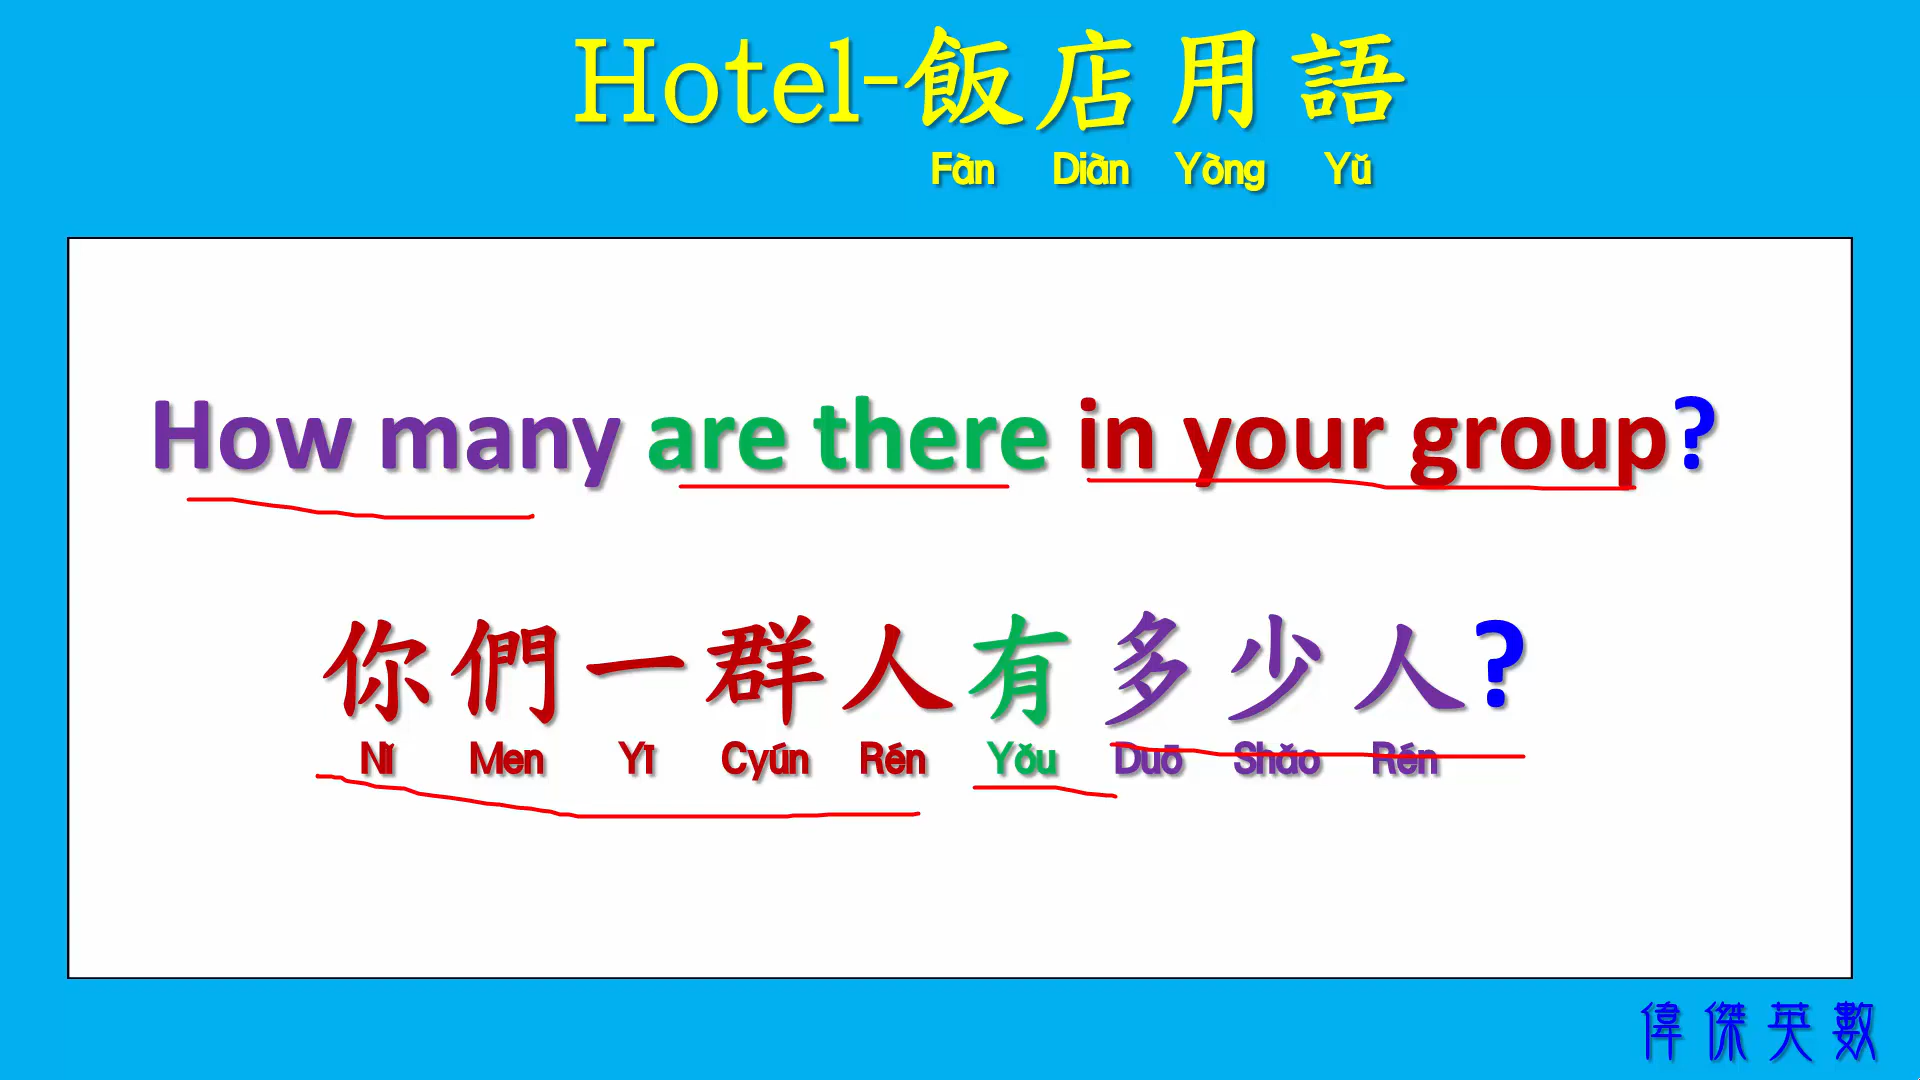 Hotel-飯店用語
Fàn Diàn Yòng Yǔ
How many are there in your group?
你們一群人有多少人?
Nǐ Men Yī Cyún Rén Yǒu Duō Shǎo Rén
偉傑英數